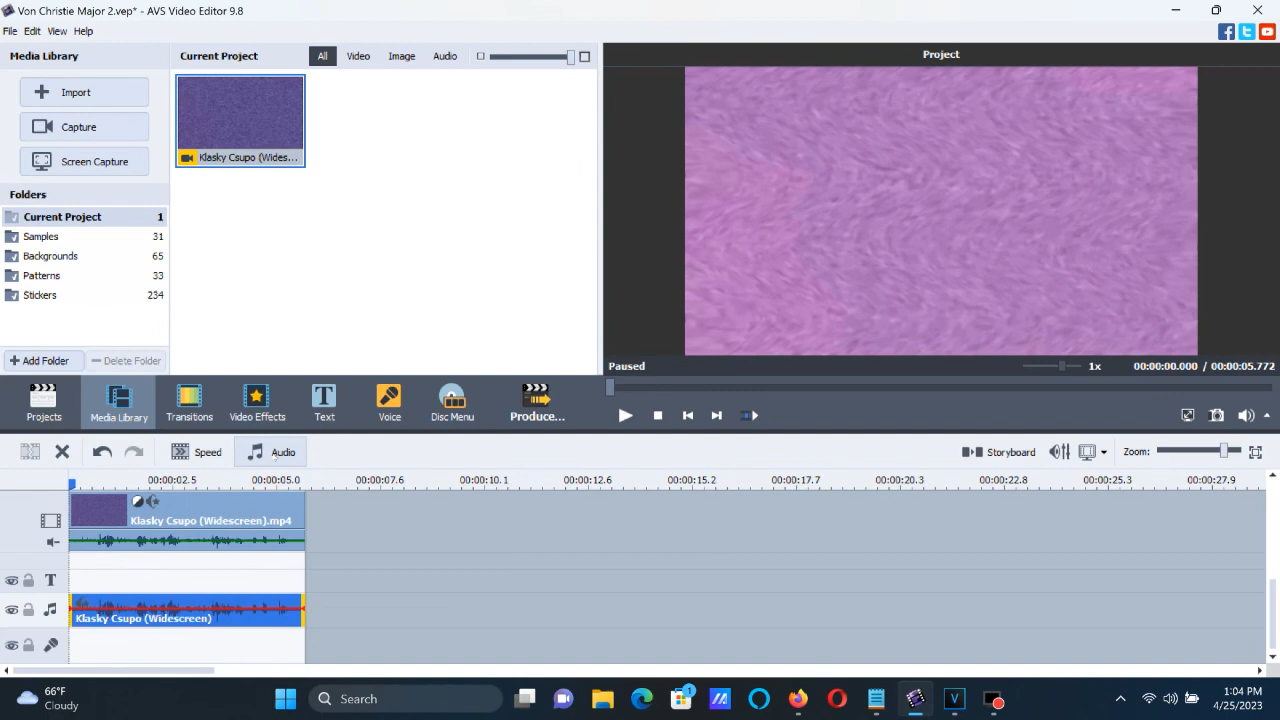 Von Christie Major 2.vep* - AVS Video Editor 9.8
File Edit View Help
Media Library
Import
Capture
Screen Capture
Folders
Current Project 1
Samples 31
Backgrounds 65
Patterns 33
Stickers 234
Add Folder
Delete Folder
Current Project All Video Image Audio
Klasky Csupo (Wides...
Project
Paused 1x 00:00:00.000 / 00:00:05.772
Projects Media Library Transitions Video Effects Text Voice Disc Menu Produce...
Speed Audio Storyboard Zoom:
00:00:02.5 00:00:05.0 00:00:07.6 00:00:10.1 00:00:12.6 00:00:15.2 00:00:17.7 00:00:20.3 00:00:22.8 00:00:25.3 00:00:27.9
Klasky Csupo (Widescreen).mp4
T
Klasky Csupo (Widescreen)
66°F
Cloudy
Search
1
V
1:04 PM
4/25/2023